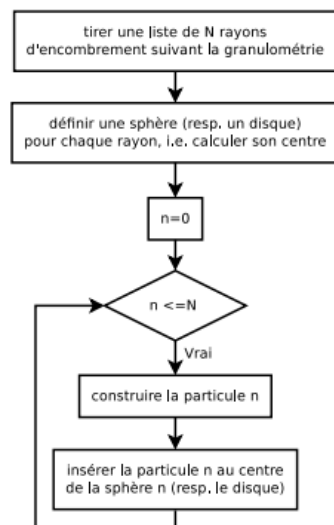 tirer une liste de N rayons
d'encombrement suivant la granulométrie
définir une sphère (resp. un disque)
pour chaque rayon, i.e. calculer son centre
n=0
n <=N
Vrai
construire la particule n
insérer la particule n au centre
de la sphère n (resp. le disque)